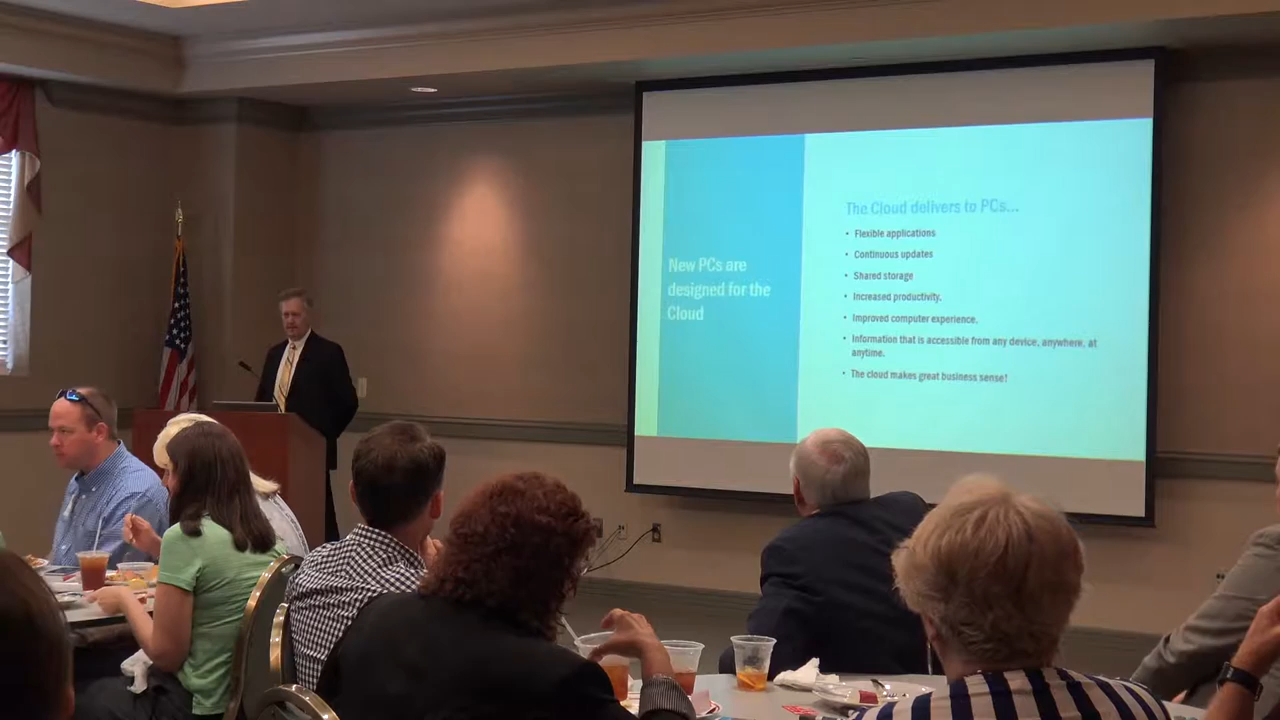 New PCs are
designed for the
Cloud
The Cloud delivers to PCs...
• Flexible applications
• Continuous updates
• Shared storage
• Increased productivity.
• Improved computer experience.
• Information that is accessible from any device, anywhere, at
anytime.
• The cloud makes great business sense!